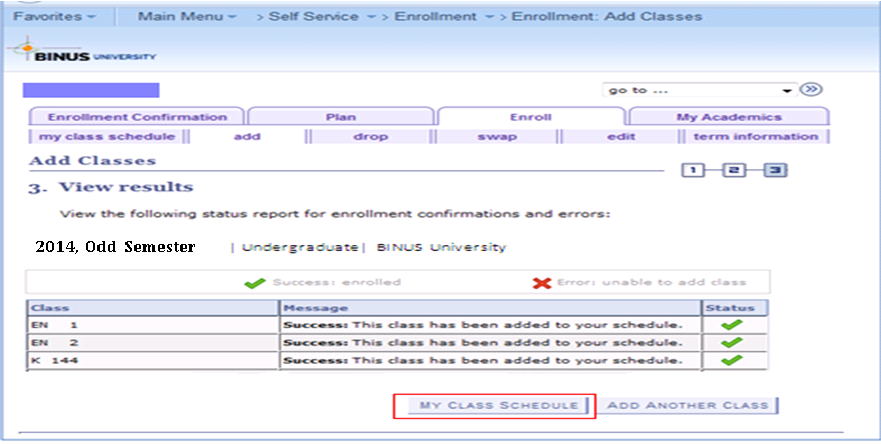 Favorites Main Menu > Self Service > Enrollment > Enrollment: Add Classes
BINUS UNIVERSITY
go to ...
Enrollment Confirmation Plan Enroll My Academics
my class schedule || add || drop || swap || edit || term information
Add Classes
1 2 3
3. View results
View the following status report for enrollment confirmations and errors:
2014, Odd Semester | Undergraduate| BINUS University
Success: enrolled Error: unable to add class
Class Message Status
EN 1 Success: This class has been added to your schedule.
EN 2 Success: This class has been added to your schedule.
K 144 Success: This class has been added to your schedule.
MY CLASS SCHEDULE ADD ANOTHER CLASS